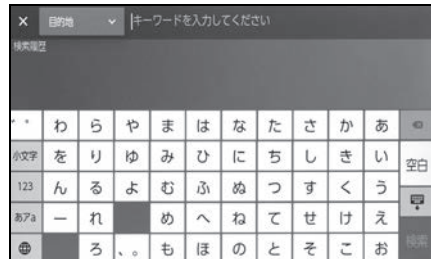 × 目的地 キーワードを入力してください
検索履歴
゛゜ わ ら や ま は な た さ か あ
小文字 を り ゆ み ひ に ち し き い 空白
123 ん る よ む ふ ぬ つ す く う
あアa ー れ め へ ね て せ け え
ろ 、。 も ほ の と そ こ お 検索